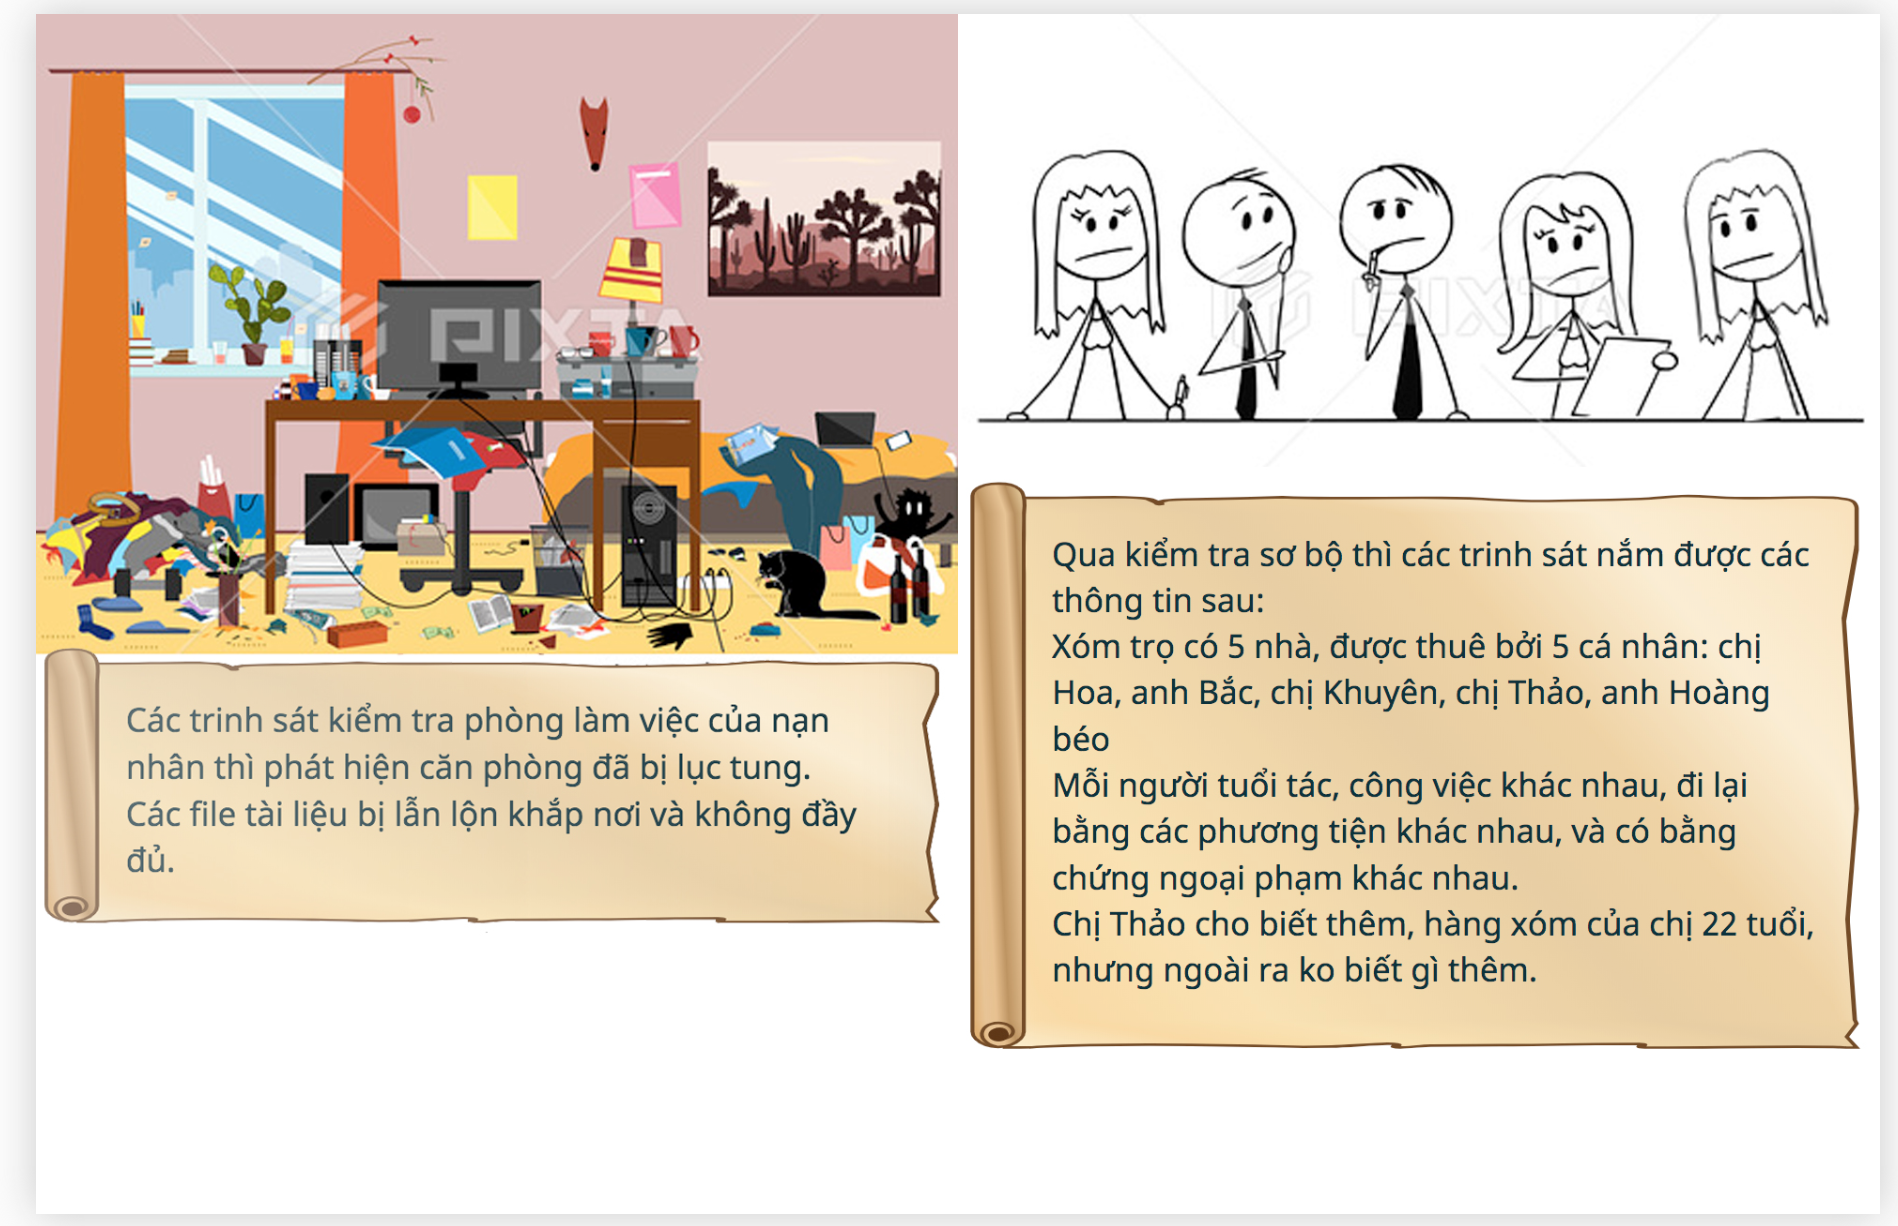 PIXTA
Các trinh sát kiểm tra phòng làm việc của nạn
nhân thì phát hiện căn phòng đã bị lục tung.
Các file tài liệu bị lẫn lộn khắp nơi và không đầy
đủ.
PIXTA
Qua kiểm tra sơ bộ thì các trinh sát nắm được các
thông tin sau:
Xóm trọ có 5 nhà, được thuê bởi 5 cá nhân: chị
Hoa, anh Bắc, chị Khuyên, chị Thảo, anh Hoàng
béo
Mỗi người tuổi tác, công việc khác nhau, đi lại
bằng các phương tiện khác nhau, và có bằng
chứng ngoại phạm khác nhau.
Chị Thảo cho biết thêm, hàng xóm của chị 22 tuổi,
nhưng ngoài ra ko biết gì thêm.